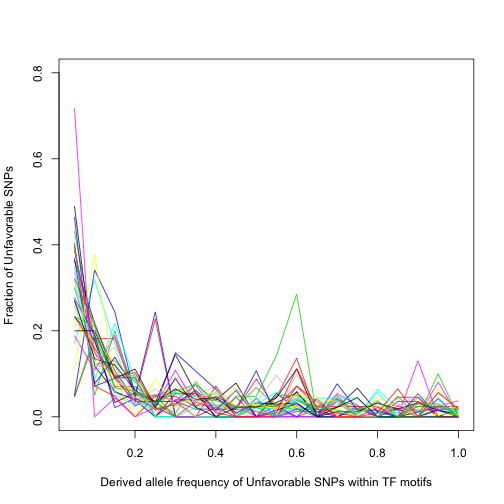 Fraction of Unfavorable SNPs
0.8
0.6
0.4
0.2
0.0
0.2 0.4 0.6 0.8 1.0
Derived allele frequency of Unfavorable SNPs within TF motifs